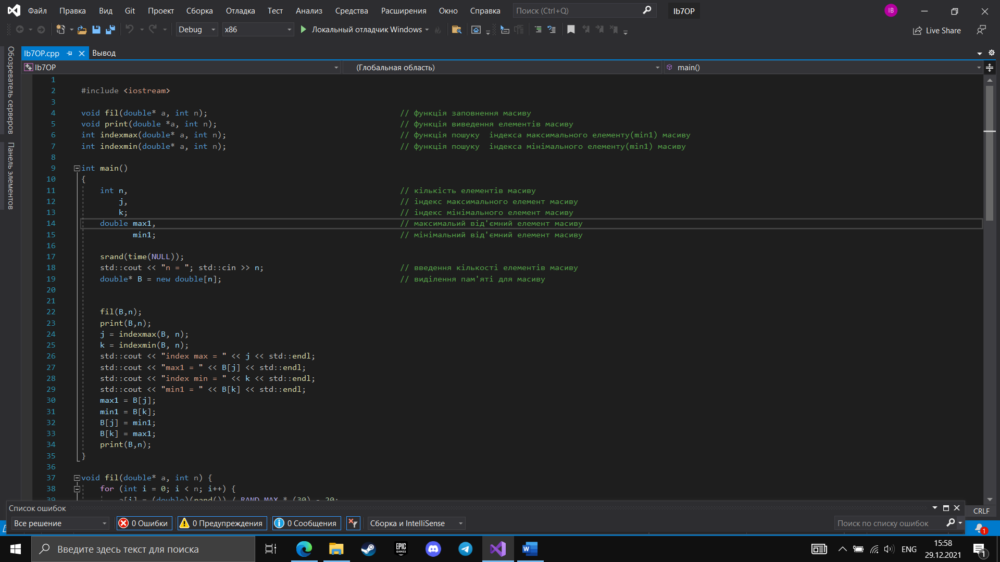 Файл Правка Вид Git Проект Сборка Отладка Тест Анализ Средства Расширения Окно Справка Поиск (Ctrl+Q) lb7OP IB
Debug x86 Локальный отладчик Windows Live Share
Обозреватель серверов
Панель элементов
lb7OP.cpp Вывод
lb7OP (Глобальная область) main()
1
2 #include <iostream>
3
4 void fil(double* a, int n); // функція заповнення масиву
5 void print(double *a, int n); // функція виведення елементів масиву
6 int indexmax(double* a, int n); // функція пошуку  індекса максимального елементу(min1) масиву
7 int indexmin(double* a, int n); // функція пошуку  індекса мінімального елементу(min1) масиву
8
9 int main()
10 {
11 int n, // кількість елементів масиву
12 j, // індекс максимального елемент масиву
13 k; // індекс мінімального елемент масиву
14 double max1, // максимальий від'ємний елемент масиву
15 min1; // мінімальний від'ємний елемент масиву
16
17 srand(time(NULL));
18 std::cout << "n = "; std::cin >> n; // введення кількості елементів масиву
19 double* B = new double[n]; // виділення пам'яті для масиву
20
21
22 fil(B,n);
23 print(B,n);
24 j = indexmax(B, n);
25 k = indexmin(B, n);
26 std::cout << "index max = " << j << std::endl;
27 std::cout << "max1 = " << B[j] << std::endl;
28 std::cout << "index min = " << k << std::endl;
29 std::cout << "min1 = " << B[k] << std::endl;
30 max1 = B[j];
31 min1 = B[k];
32 B[j] = min1;
33 B[k] = max1;
34 print(B,n);
35 }
36
37 void fil(double* a, int n) {
38 for (int i = 0; i < n; i++) {
39 a[i] = (double)(rand()) / RAND_MAX * (30) - 20;
Список ошибок
CRLF
Все решение 0 Ошибки 0 Предупреждения 0 Сообщения Сборка и IntelliSense Поиск по списку ошибок
1
Введите здесь текст для поиска EPIC GAMES W ENG 15:58
29.12.2021 1